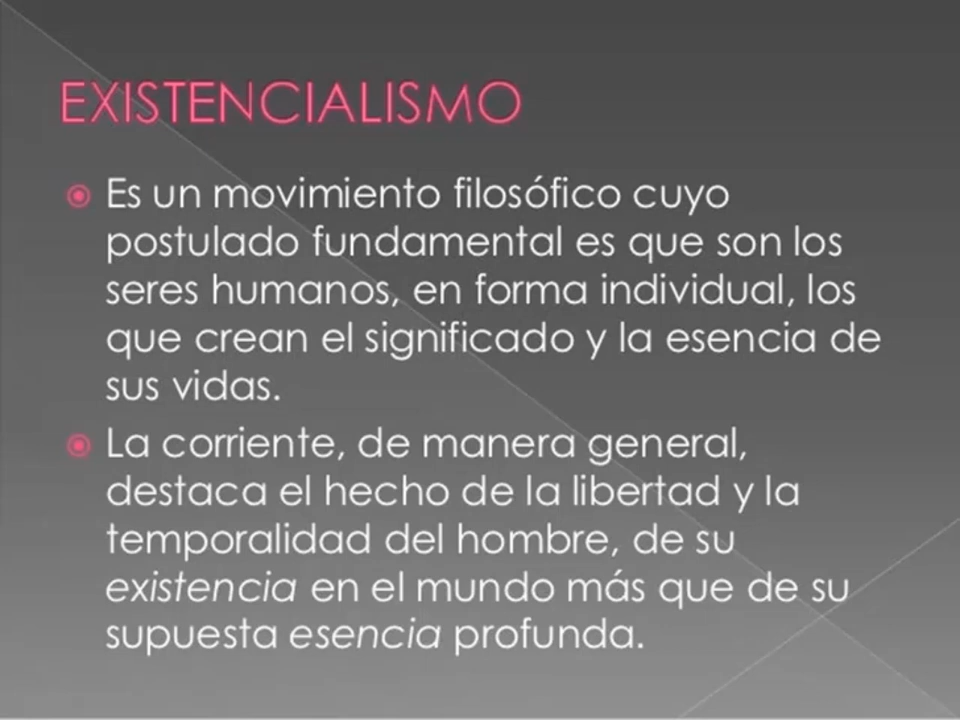 EXISTENCIALISMO
Es un movimiento filosófico cuyo
postulado fundamental es que son los
seres humanos, en forma individual, los
que crean el significado y la esencia de
sus vidas.
La corriente, de manera general,
destaca el hecho de la libertad y la
temporalidad del hombre, de su
existencia en el mundo más que de su
supuesta esencia profunda.